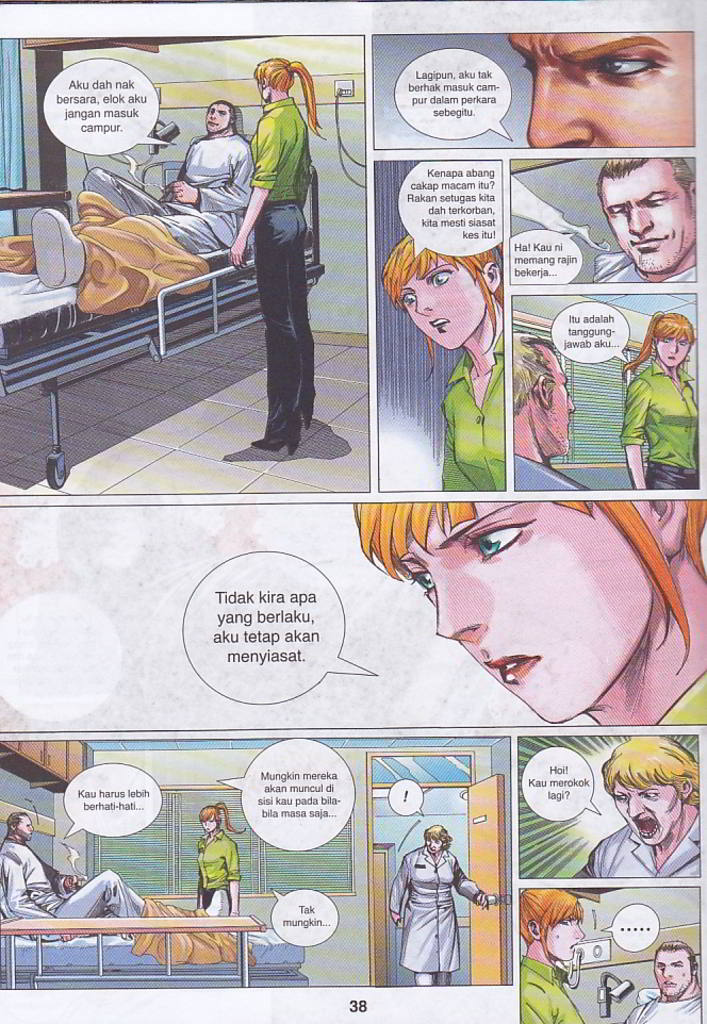 Aku dah nak
bersara, elok aku
jangan masuk
campur.
Lagipun, aku tak
berhak masuk cam-
pur dalam perkara
sebegitu.
Kenapa abang
cakap macam itu?
Rakan setugas kita
dah terkorban,
kita mesti siasat
kes itu!
Ha! Kau ni
memang rajin
bekerja...
Itu adalah
tanggung-
jawab aku...
Tidak kira apa
yang berlaku,
aku tetap akan
menyiasat.
Kau harus lebih
berhati-hati...
Mungkin mereka
akan muncul di
sisi kau pada bila-
bila masa saja...
Tak
mungkin...
!
Hoi!
Kau merokok
lagi?
.....
38